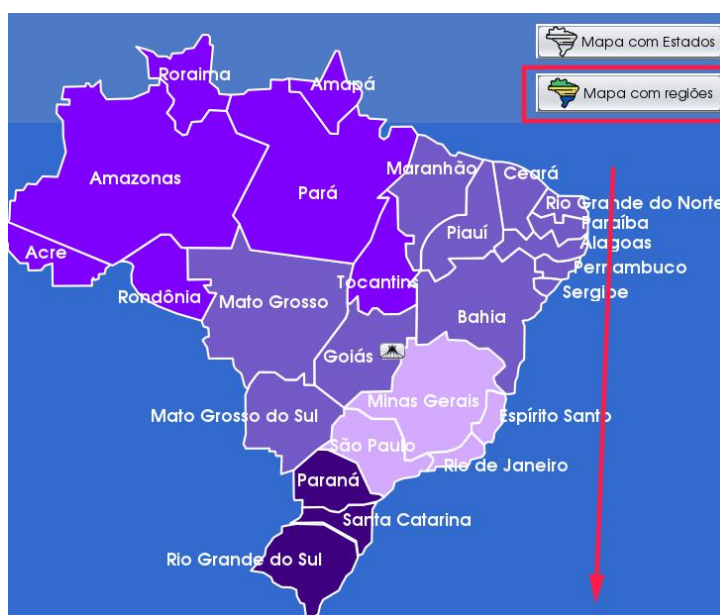 Mapa com Estados
Roraima
Amapá
Mapa com regiões
Maranhão
Ceará
Amazonas
Pará
Rio Grande do Norte
Paraíba
Piauí
Alagoas
Acre
Pernambuco
Tocantins
Rondônia
Mato Grosso
Sergipe
Bahia
Goiás
Minas Gerais
Mato Grosso do Sul
Espírito Santo
São Paulo
Rio de Janeiro
Paraná
Santa Catarina
Rio Grande do Sul